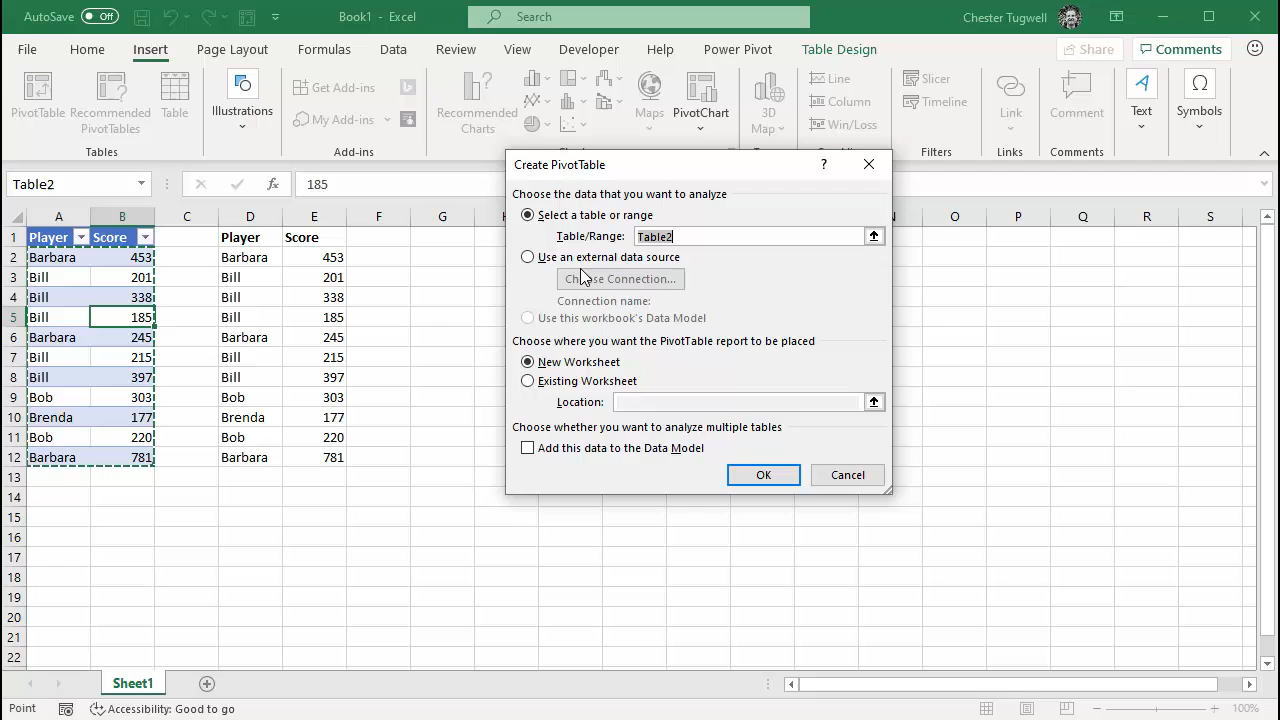 AutoSave Off Book1 - Excel Search Chester Tugwell
File Home Insert Page Layout Formulas Data Review View Developer Help Power Pivot Table Design Share Comments
PivotTable Recommended PivotTables Table
Tables
Illustrations
Get Add-ins
My Add-ins
Add-ins
Recommended Charts
Maps PivotChart
3D Map
Line
Column
Win/Loss
Slicer
Timeline
Filters
Link
Links
Comment
Comments
Text
Symbols
Table2 fx 185
A B C D E F G N O P Q R S
1 Player Score Player Score
2 Barbara 453 Barbara 453
3 Bill 201 Bill 201
4 Bill 338 Bill 338
5 Bill 185 Bill 185
6 Barbara 245 Barbara 245
7 Bill 215 Bill 215
8 Bill 397 Bill 397
9 Bob 303 Bob 303
10 Brenda 177 Brenda 177
11 Bob 220 Bob 220
12 Barbara 781 Barbara 781
13
14
15
16
17
18
19
20
21
22
Create PivotTable ?
Choose the data that you want to analyze
Select a table or range
Table/Range: Table2
Use an external data source
Choose Connection...
Connection name:
Use this workbook's Data Model
Choose where you want the PivotTable report to be placed
New Worksheet
Existing Worksheet
Location:
Choose whether you want to analyze multiple tables
Add this data to the Data Model
OK Cancel
Sheet1
Point Accessibility: Good to go 100%